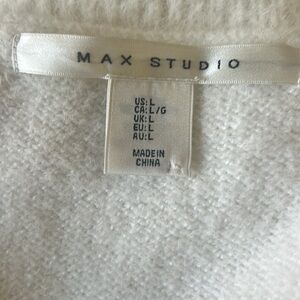 MAX STUDIO
US: L
CA: L/G
UK: L
EU: L
AU: L
MADE IN
CHINA